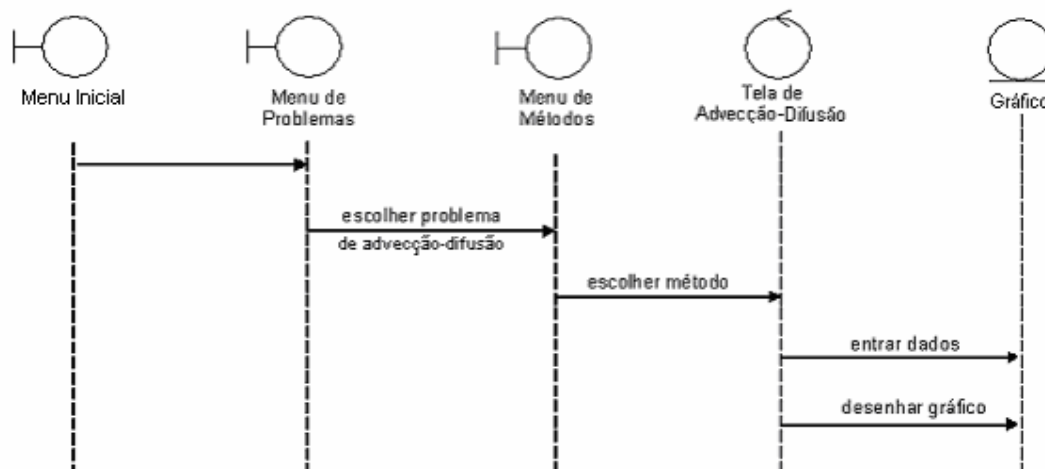 Menu Inicial
Menu de
Problemas
Menu de
Métodos
Tela de
Advecção-Difusão
Gráfico
escolher problema
de advecção-difusão
escolher método
entrar dados
desenhar gráfico